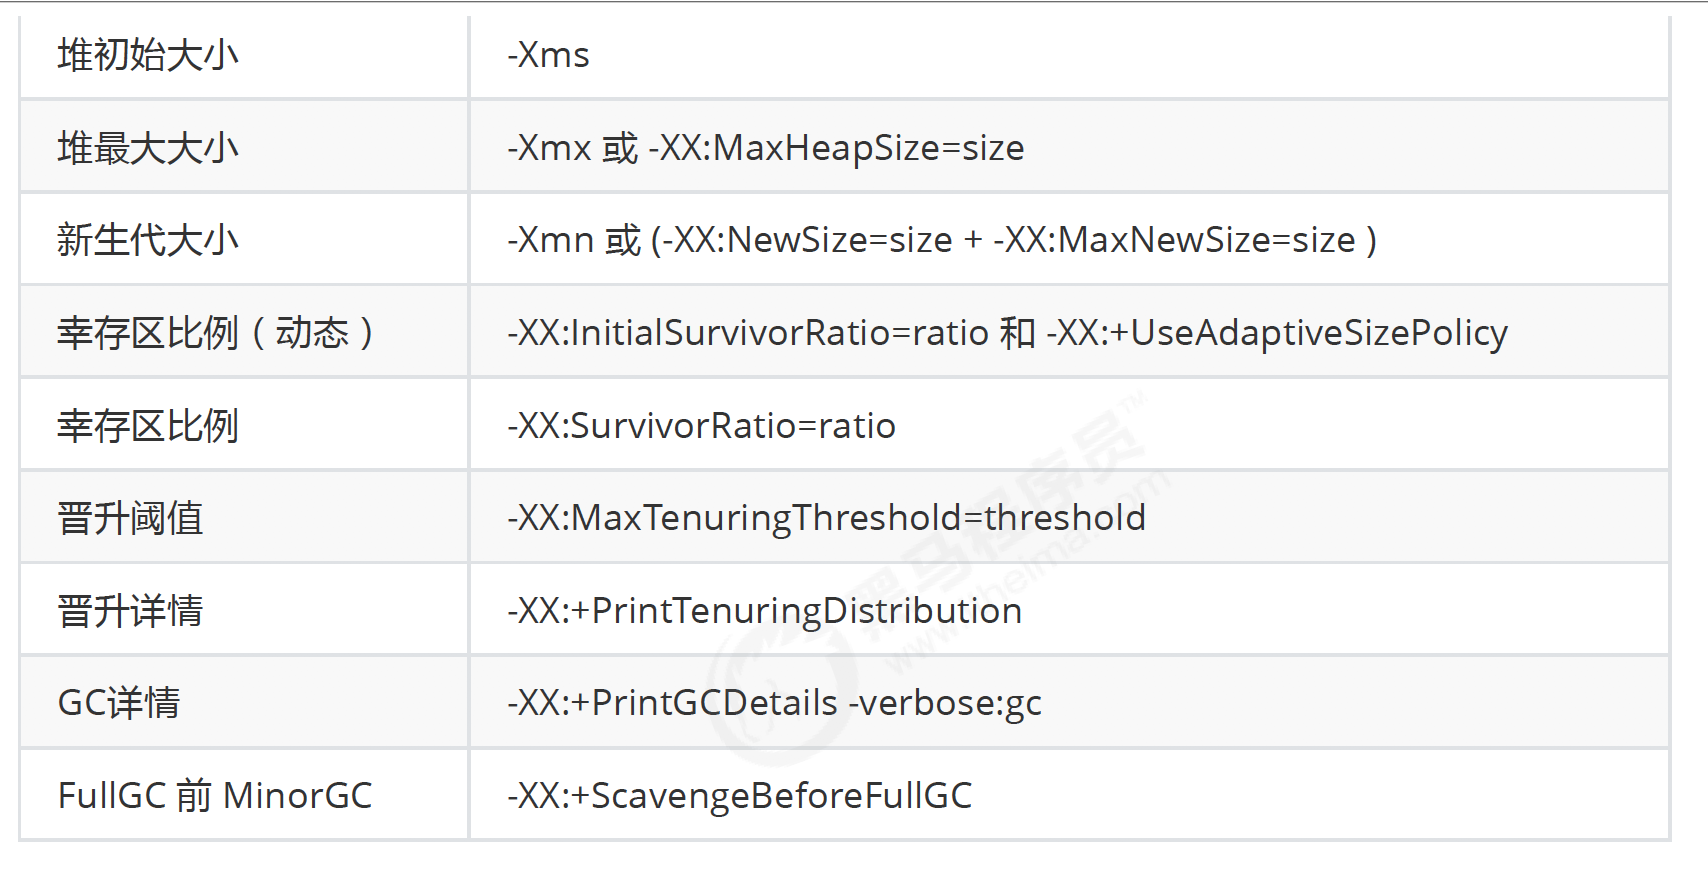 堆初始大小 -Xms
堆最大大小 -Xmx 或 -XX:MaxHeapSize=size
新生代大小 -Xmn 或 (-XX:NewSize=size + -XX:MaxNewSize=size )
幸存区比例（动态） -XX:InitialSurvivorRatio=ratio 和 -XX:+UseAdaptiveSizePolicy
幸存区比例 -XX:SurvivorRatio=ratio
晋升阈值 -XX:MaxTenuringThreshold=threshold
晋升详情 -XX:+PrintTenuringDistribution
GC详情 -XX:+PrintGCDetails -verbose:gc
FullGC 前 MinorGC -XX:+ScavengeBeforeFullGC
黑马程序员™
www.itheima.com